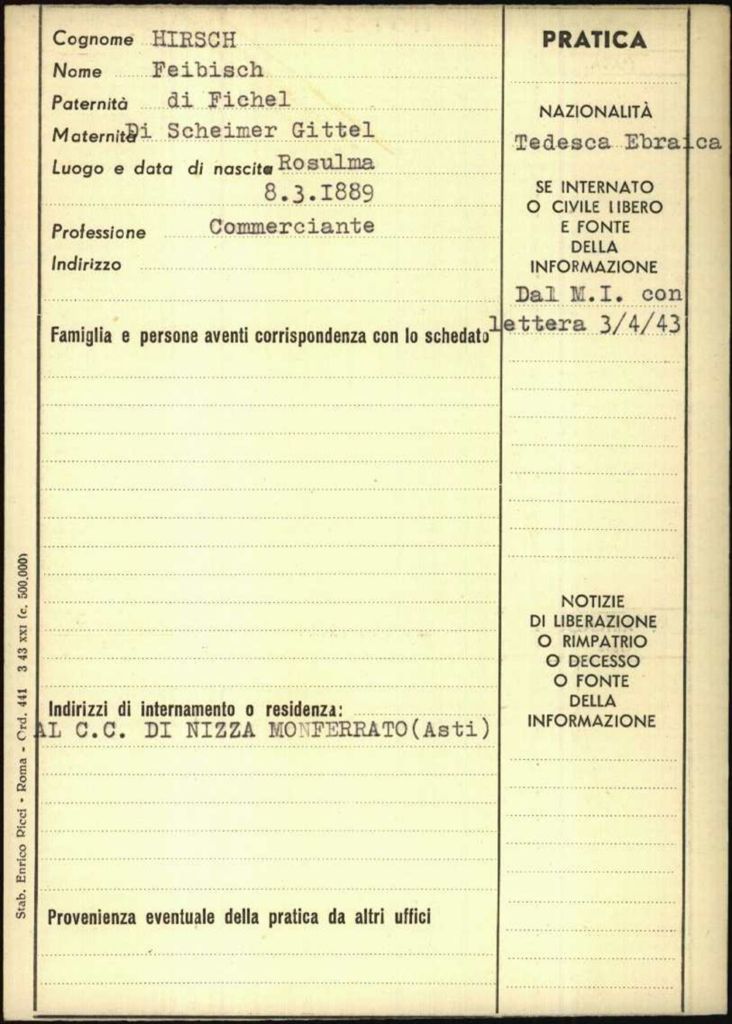 Cognome HIRSCH
Nome Feibisch
Paternità di Fichel
Maternità Di Scheimer Gittel
Luogo e data di nascita Rosulma
8.3.I889
Professione Commerciante
Indirizzo
Famiglia e persone aventi corrispondenza con lo schedato
Indirizzi di internamento o residenza:
AL C.C. DI NIZZA MONFERRATO(Asti)
Provenienza eventuale della pratica da altri uffici
PRATICA
NAZIONALITÀ
Tedesca Ebraica
SE INTERNATO
O CIVILE LIBERO
E FONTE
DELLA
INFORMAZIONE
Dal M.I. con
lettera 3/4/43
NOTIZIE
DI LIBERAZIONE
O RIMPATRIO
O DECESSO
O FONTE
DELLA
INFORMAZIONE
Stab. Enrico Ricci - Roma - Ord. 441 3 43 XXI (c. 500.000)